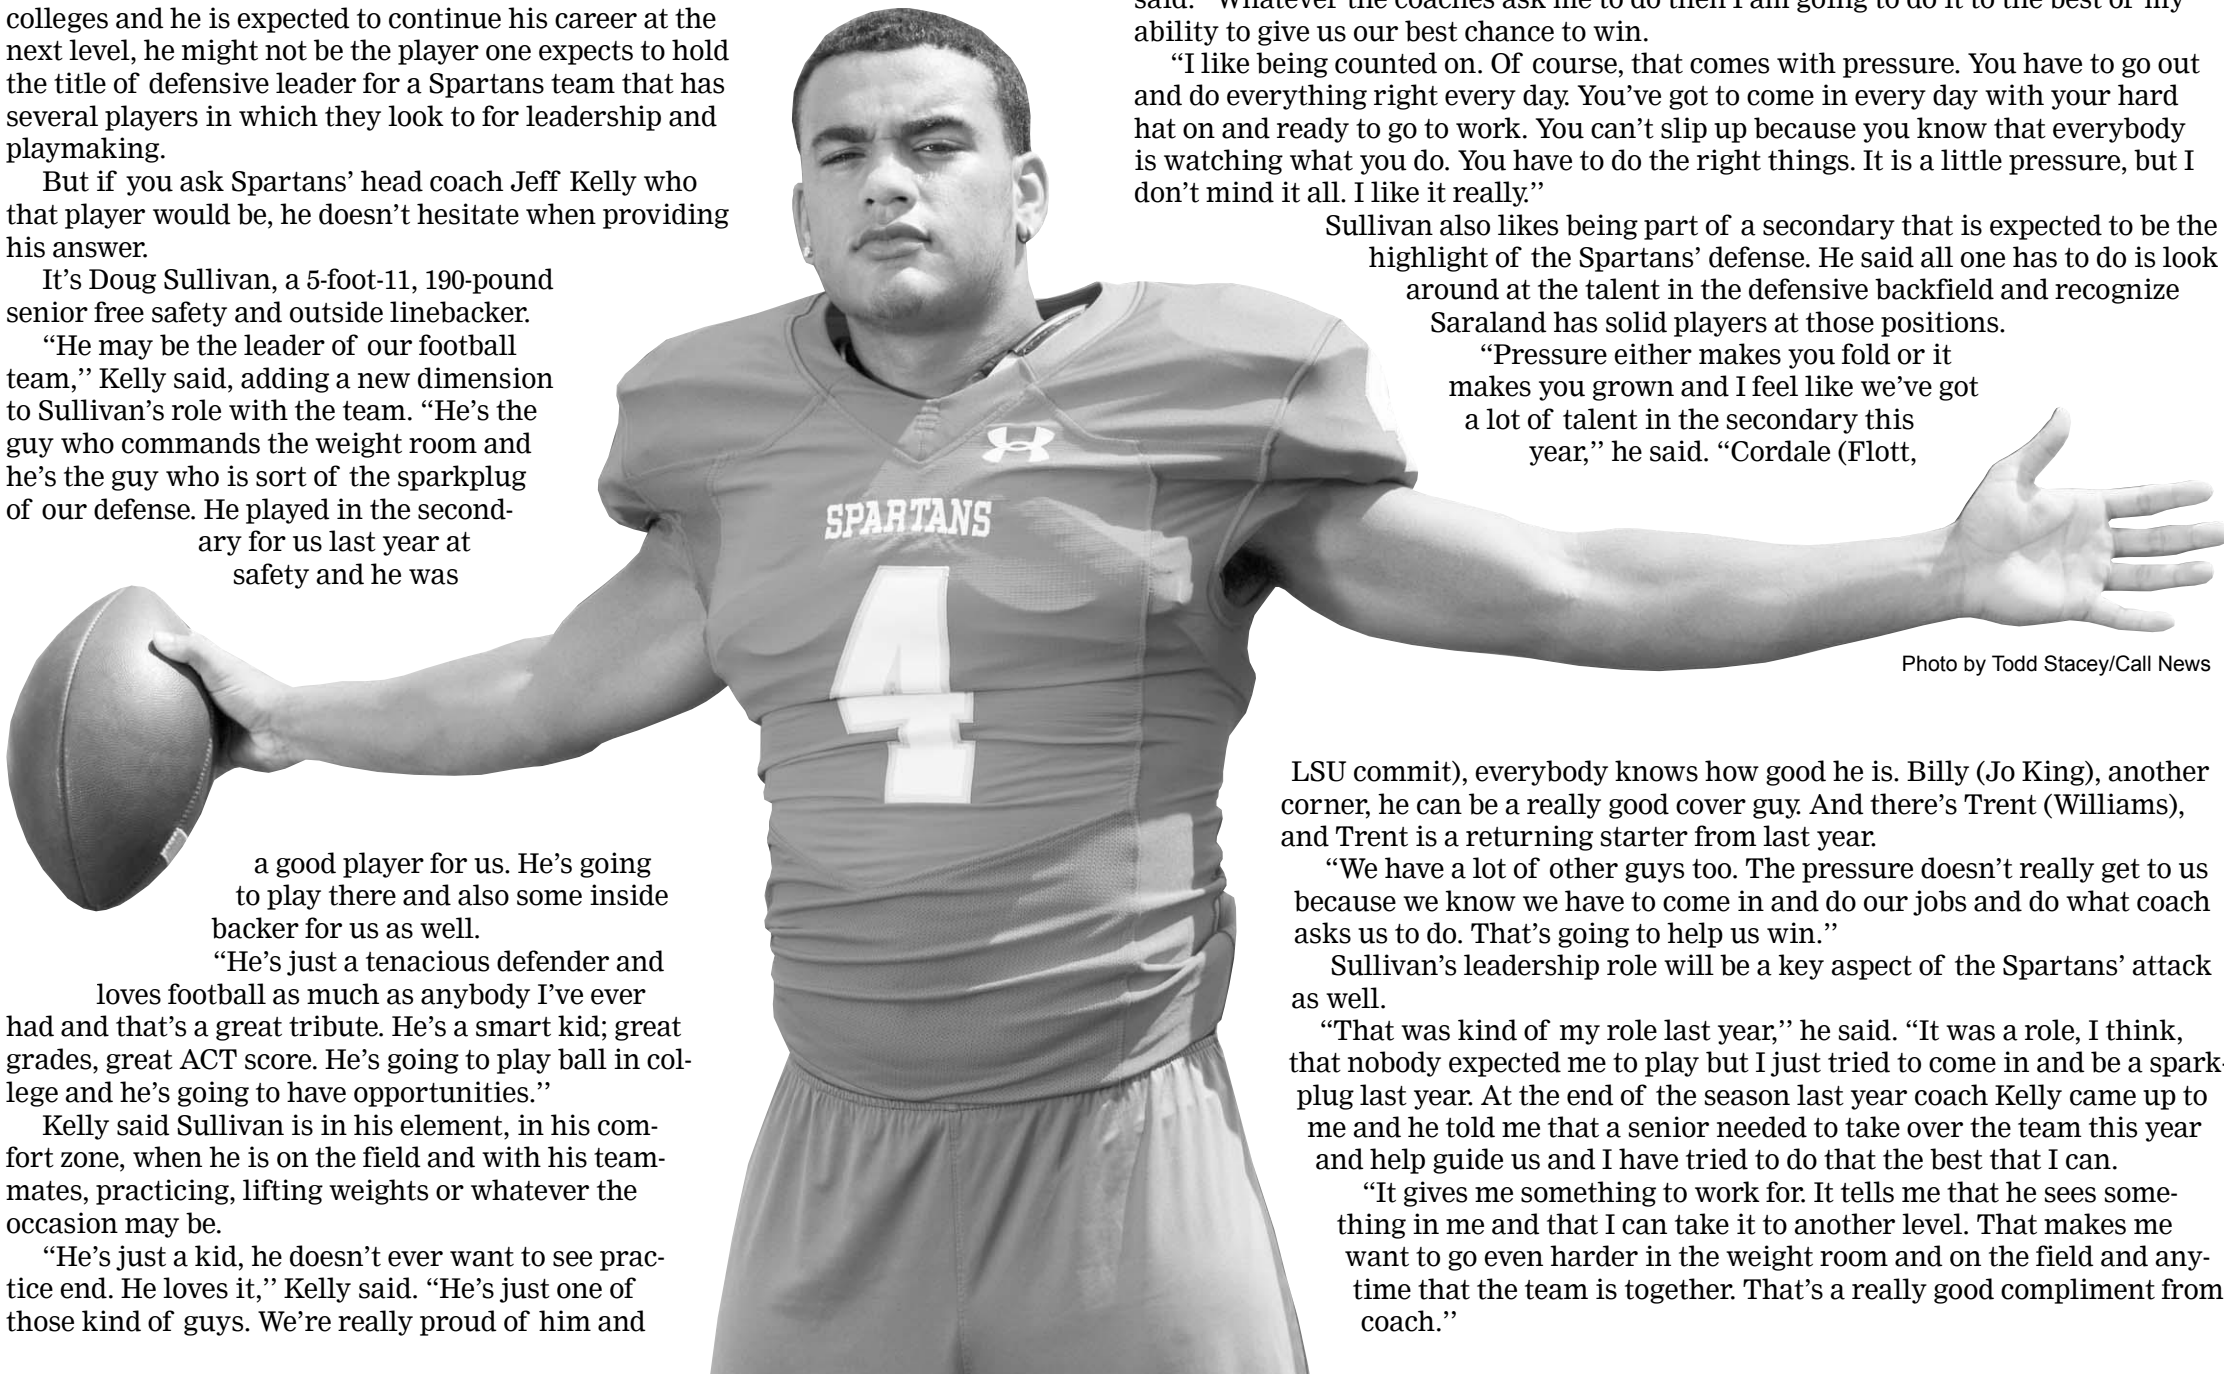 colleges and he is expected to continue his career at the
next level, he might not be the player one expects to hold
the title of defensive leader for a Spartans team that has
several players in which they look to for leadership and
playmaking.
But if you ask Spartans’ head coach Jeff Kelly who
that player would be, he doesn’t hesitate when providing
his answer.
It’s Doug Sullivan, a 5-foot-11, 190-pound
senior free safety and outside linebacker.
“He may be the leader of our football
team,’’ Kelly said, adding a new dimension
to Sullivan’s role with the team. “He’s the
guy who commands the weight room and
he’s the guy who is sort of the sparkplug
of our defense. He played in the second-
ary for us last year at
safety and he was
a good player for us. He’s going
to play there and also some inside
backer for us as well.
“He’s just a tenacious defender and
loves football as much as anybody I’ve ever
had and that’s a great tribute. He’s a smart kid; great
grades, great ACT score. He’s going to play ball in col-
lege and he’s going to have opportunities.’’
Kelly said Sullivan is in his element, in his com-
fort zone, when he is on the field and with his team-
mates, practicing, lifting weights or whatever the
occasion may be.
“He’s just a kid, he doesn’t ever want to see prac-
tice end. He loves it,’’ Kelly said. “He’s just one of
those kind of guys. We’re really proud of him and
SPARTANS
4
said. “Whatever the coaches ask me to do then I am going to do it to the best of my
ability to give us our best chance to win.
“I like being counted on. Of course, that comes with pressure. You have to go out
and do everything right every day. You’ve got to come in every day with your hard
hat on and ready to go to work. You can’t slip up because you know that everybody
is watching what you do. You have to do the right things. It is a little pressure, but I
don’t mind it all. I like it really.’’
Sullivan also likes being part of a secondary that is expected to be the
highlight of the Spartans’ defense. He said all one has to do is look
around at the talent in the defensive backfield and recognize
Saraland has solid players at those positions.
“Pressure either makes you fold or it
makes you grown and I feel like we’ve got
a lot of talent in the secondary this
year,’’ he said. “Cordale (Flott,
Photo by Todd Stacey/Call News
LSU commit), everybody knows how good he is. Billy (Jo King), another
corner, he can be a really good cover guy. And there’s Trent (Williams),
and Trent is a returning starter from last year.
“We have a lot of other guys too. The pressure doesn’t really get to us
because we know we have to come in and do our jobs and do what coach
asks us to do. That’s going to help us win.’’
Sullivan’s leadership role will be a key aspect of the Spartans’ attack
as well.
“That was kind of my role last year,’’ he said. “It was a role, I think,
that nobody expected me to play but I just tried to come in and be a spark-
plug last year. At the end of the season last year coach Kelly came up to
me and he told me that a senior needed to take over the team this year
and help guide us and I have tried to do that the best that I can.
“It gives me something to work for. It tells me that he sees some-
thing in me and that I can take it to another level. That makes me
want to go even harder in the weight room and on the field and any-
time that the team is together. That’s a really good compliment from
coach.’’